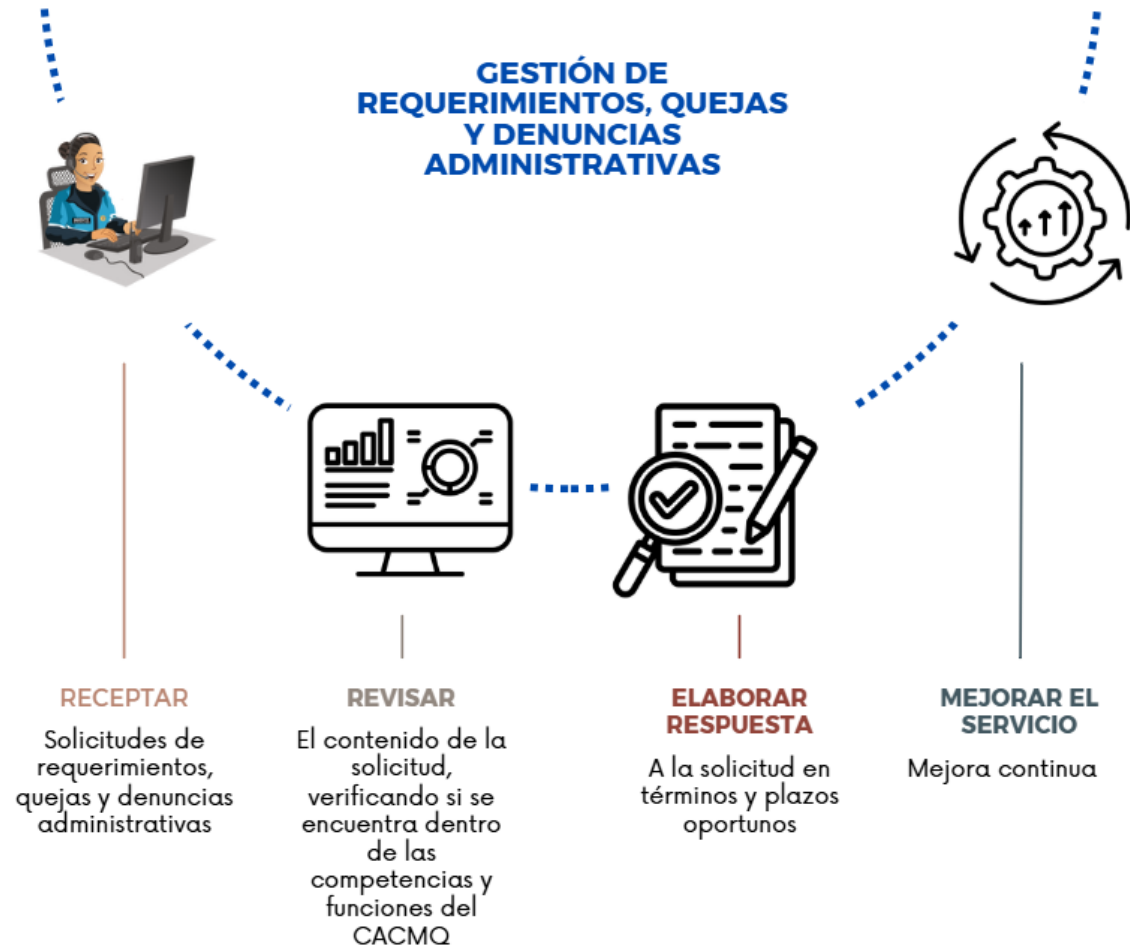 GESTIÓN DE
REQUERIMIENTOS, QUEJAS
Y DENUNCIAS
ADMINISTRATIVAS
RECEPTAR
Solicitudes de
requerimientos,
quejas y denuncias
administrativas
REVISAR
El contenido de la
solicitud,
verificando si se
encuentra dentro
de las
competencias y
funciones del
CACMQ
ELABORAR
RESPUESTA
A la solicitud en
términos y plazos
oportunos
MEJORAR EL
SERVICIO
Mejora continua